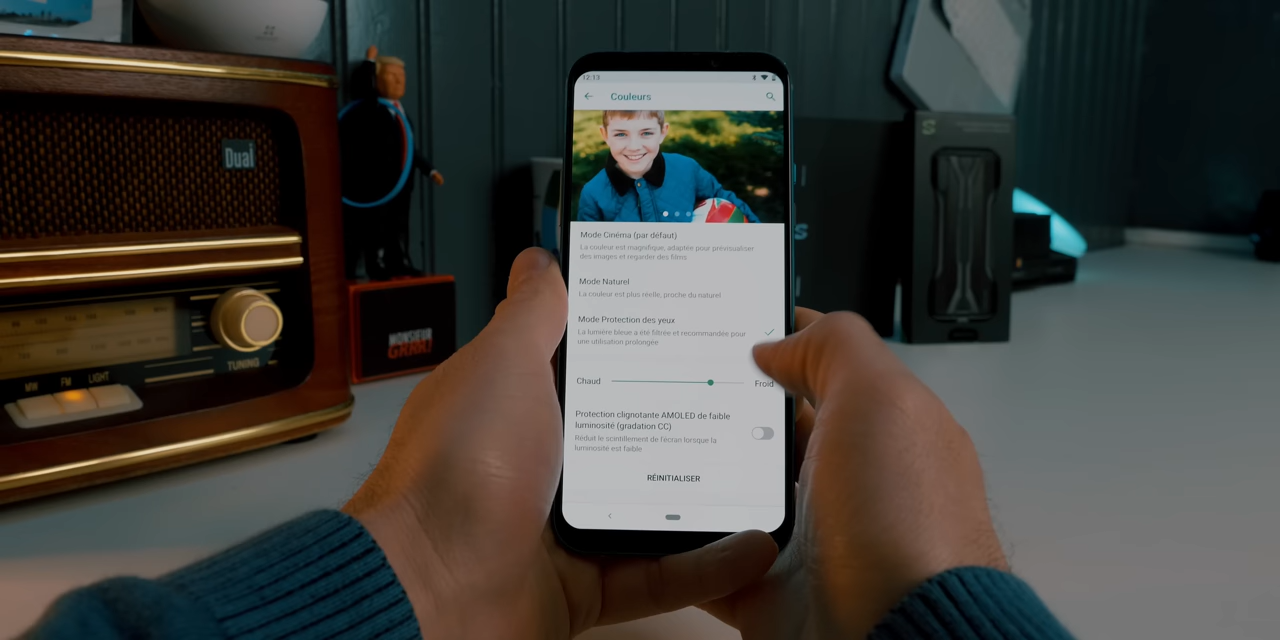 Dual
MW
FM
LIGHT
TUNING
MONSIEUR
GRRR!
12:13
Couleurs
Mode Cinéma (par défaut)
La couleur est magnifique, adaptée pour prévisualiser
des images et regarder des films
Mode Naturel
La couleur est plus réelle, proche du naturel
Mode Protection des yeux
La lumière bleue a été filtrée et recommandée pour
une utilisation prolongée
Chaud
Froid
Protection clignotante AMOLED de faible
luminosité (gradation CC)
Réduit le scintillement de l'écran lorsque la
luminosité est faible
RÉINITIALISER